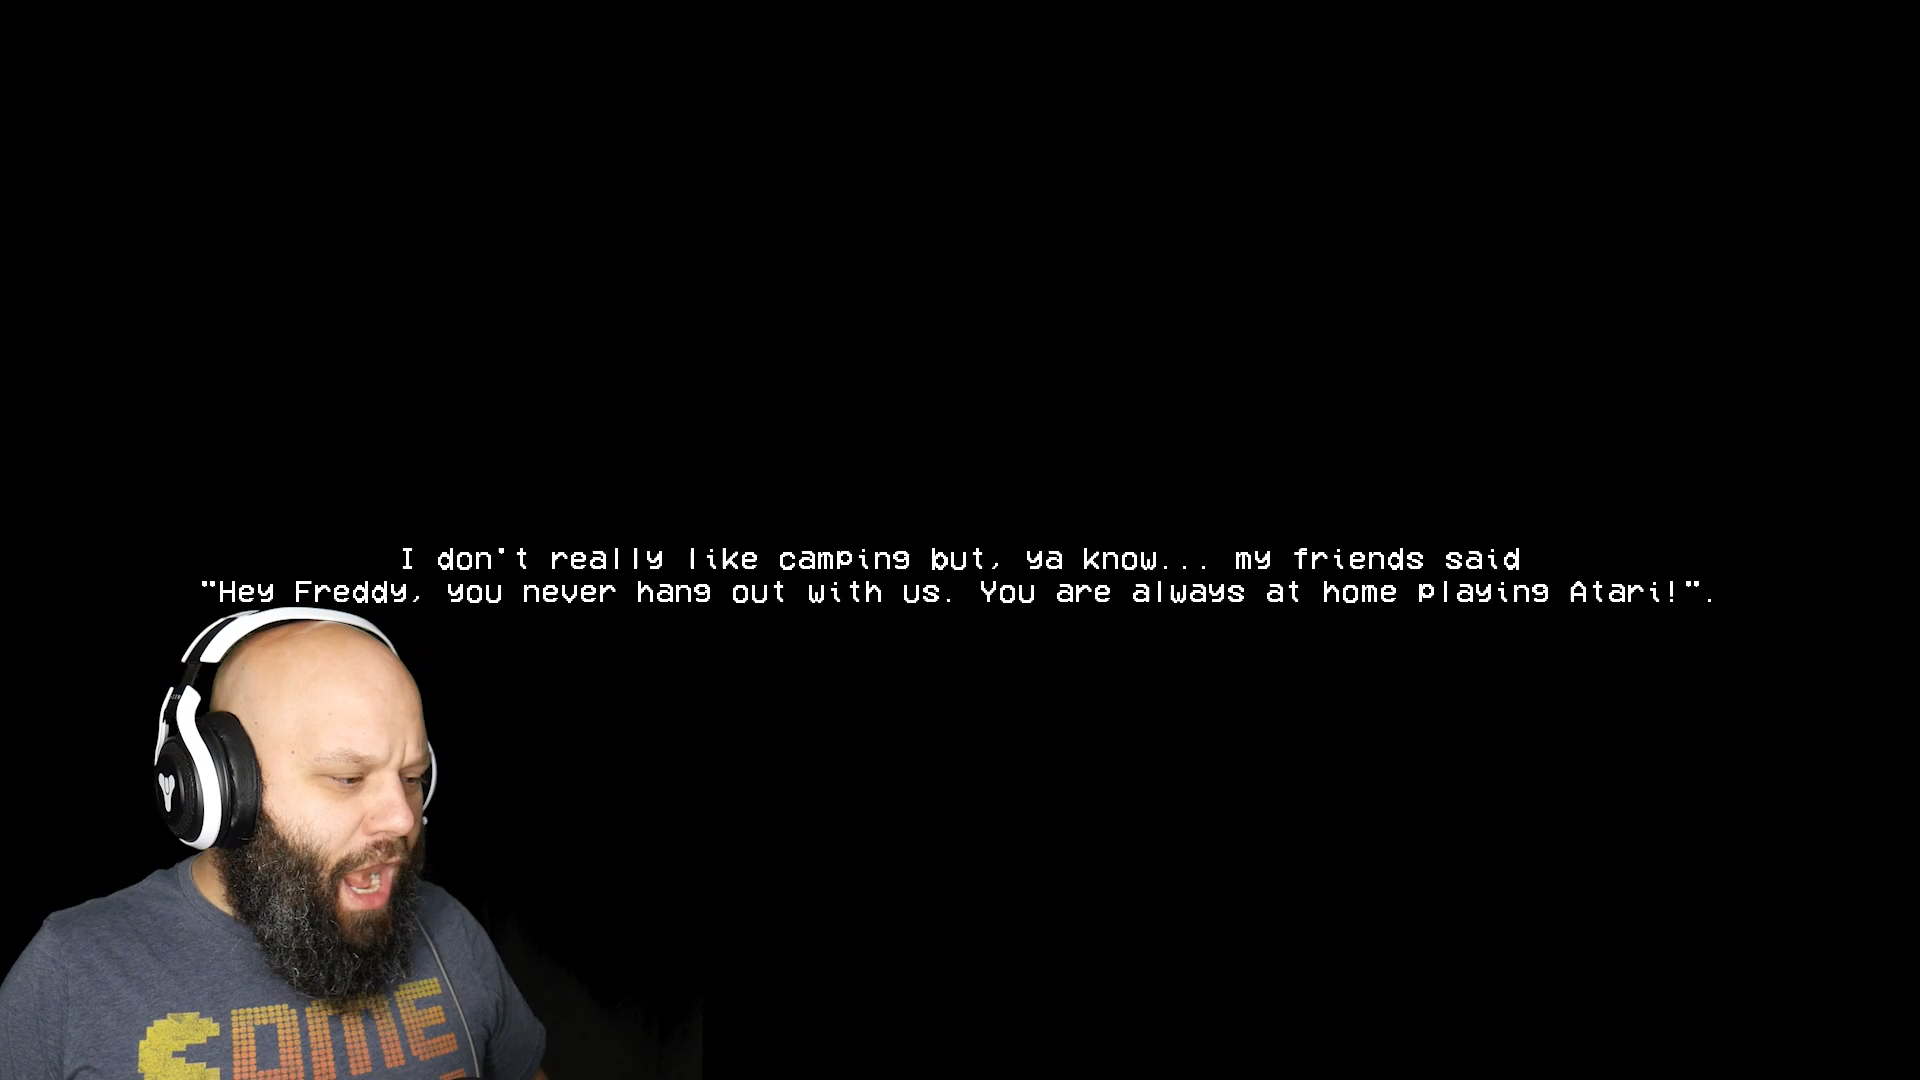 I don't really like camping but, ya know... my friends said
"Hey Freddy, you never hang out with us. You are always at home playing Atari!".
GAME